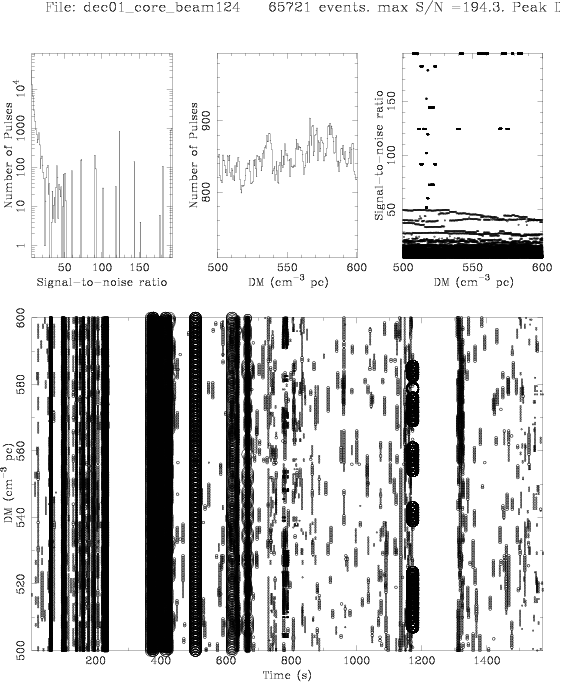 File: dec01_core_beam124 65721 events. max S/N =194.3. Peak D
Number of Pulses
1 10 100 1000 10⁴
50 100 150
Signal−to−noise ratio
Number of Pulses
800 900
500 550 600
DM (cm⁻³ pc)
Signal−to−noise ratio
50 100 150
500 550 600
DM (cm⁻³ pc)
DM (cm⁻³ pc)
500 520 540 560 580 600
200 400 600 800 1000 1200 1400
Time (s)